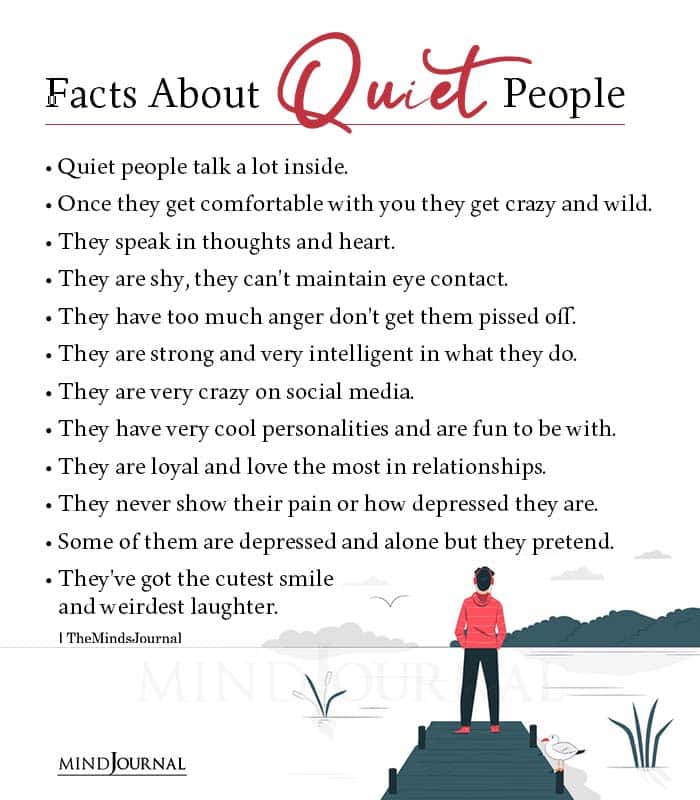 Facts About Quiet People
• Quiet people talk a lot inside.
• Once they get comfortable with you they get crazy and wild.
• They speak in thoughts and heart.
• They are shy, they can't maintain eye contact.
• They have too much anger don't get them pissed off.
• They are strong and very intelligent in what they do.
• They are very crazy on social media.
• They have very cool personalities and are fun to be with.
• They are loyal and love the most in relationships.
• They never show their pain or how depressed they are.
• Some of them are depressed and alone but they pretend.
• They've got the cutest smile
and weirdest laughter.
| TheMindsJournal
MINDJOURNAL
MINDJOURNAL